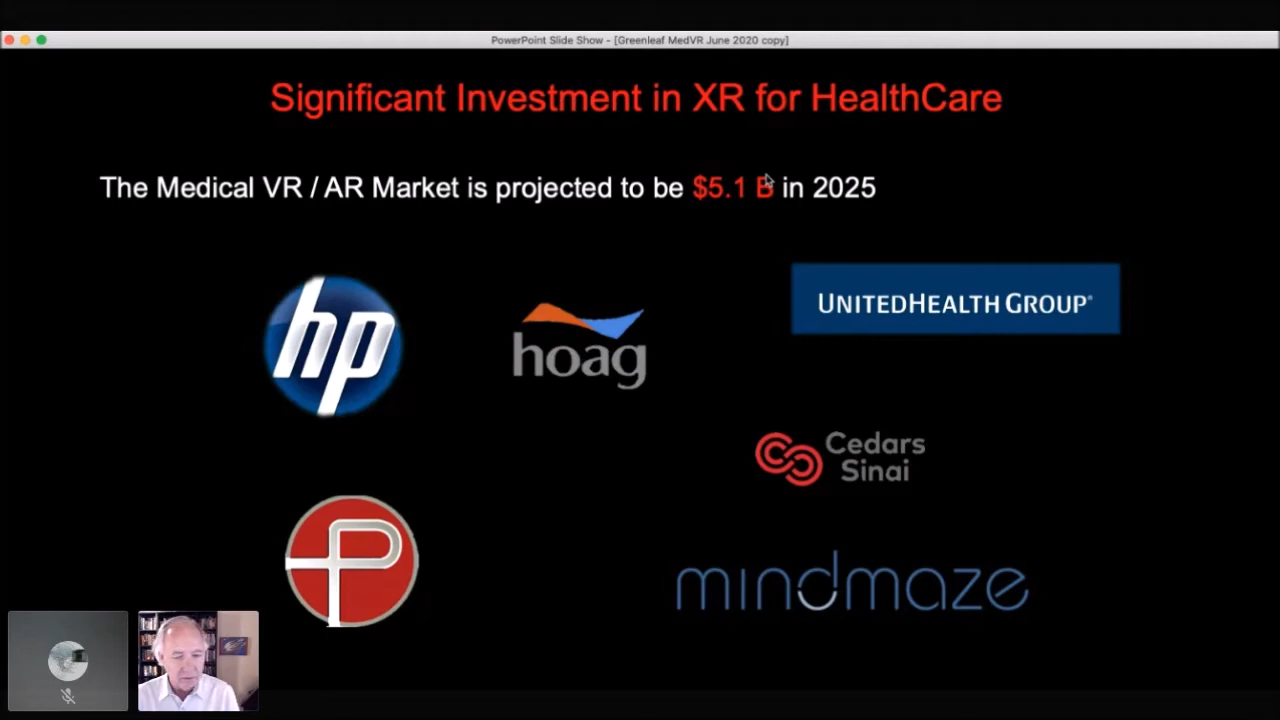 PowerPoint Slide Show - [Greenleaf MedVR June 2020 copy]
Significant Investment in XR for HealthCare
The Medical VR / AR Market is projected to be $5.1 B in 2025
hp
hoag
UNITEDHEALTH GROUP®
Cedars
Sinai
P
mindmaze